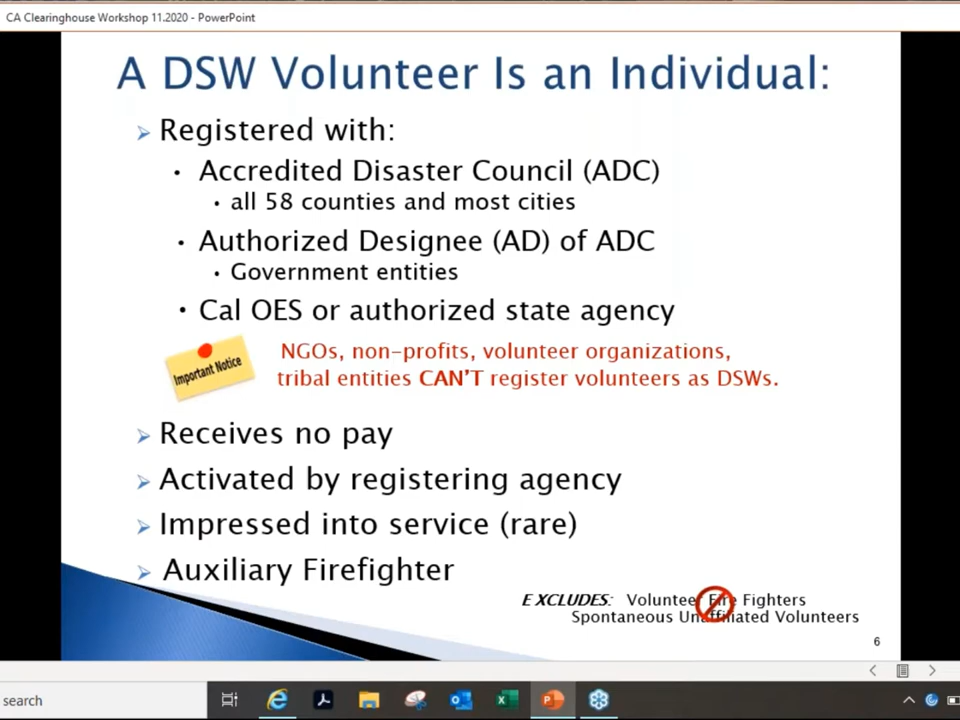 CA Clearinghouse Workshop 11.2020 - PowerPoint
A DSW Volunteer Is an Individual:
Registered with:
Accredited Disaster Council (ADC)
all 58 counties and most cities
Authorized Designee (AD) of ADC
Government entities
Cal OES or authorized state agency
Important Notice
NGOs, non-profits, volunteer organizations,
tribal entities CAN'T register volunteers as DSWs.
Receives no pay
Activated by registering agency
Impressed into service (rare)
Auxiliary Firefighter
EXCLUDES: Volunteer Fire Fighters
Spontaneous Unaffiliated Volunteers
6
search